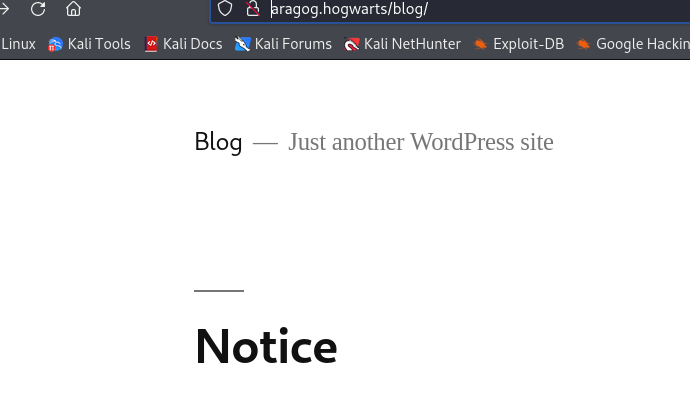 aragog.hogwarts/blog/
Linux Kali Tools Kali Docs Kali Forums Kali NetHunter Exploit-DB Google Hackin
Blog — Just another WordPress site
Notice